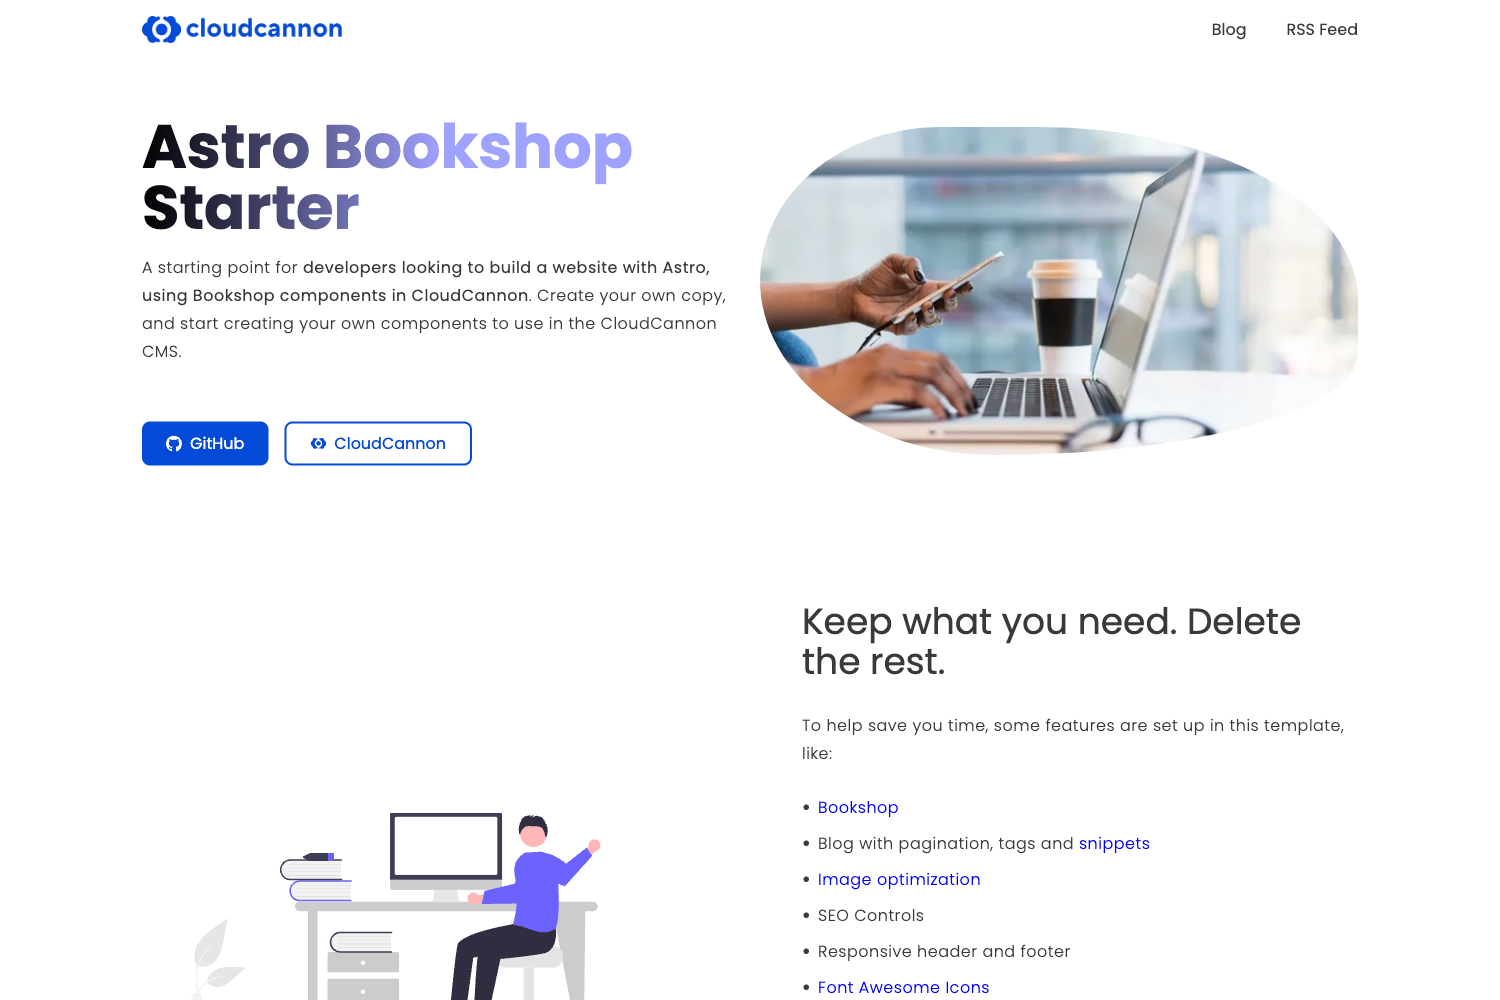 cloudcannon
Blog
RSS Feed
Astro Bookshop
Starter
A starting point for developers looking to build a website with Astro,
using Bookshop components in CloudCannon. Create your own copy,
and start creating your own components to use in the CloudCannon
CMS.
GitHub
CloudCannon
Keep what you need. Delete
the rest.
To help save you time, some features are set up in this template,
like:
• Bookshop
• Blog with pagination, tags and snippets
• Image optimization
• SEO Controls
• Responsive header and footer
• Font Awesome Icons